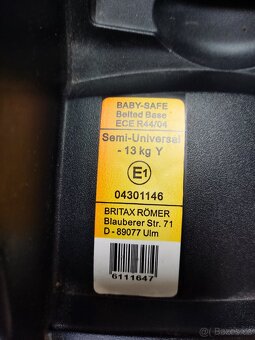 BABY-SAFE
Belted Base
ECE R44/04
Semi-Universal
- 13 kg Y
E1
04301146
BRITAX RÖMER
Blauberer Str. 71
D - 89077 Ulm
6111647